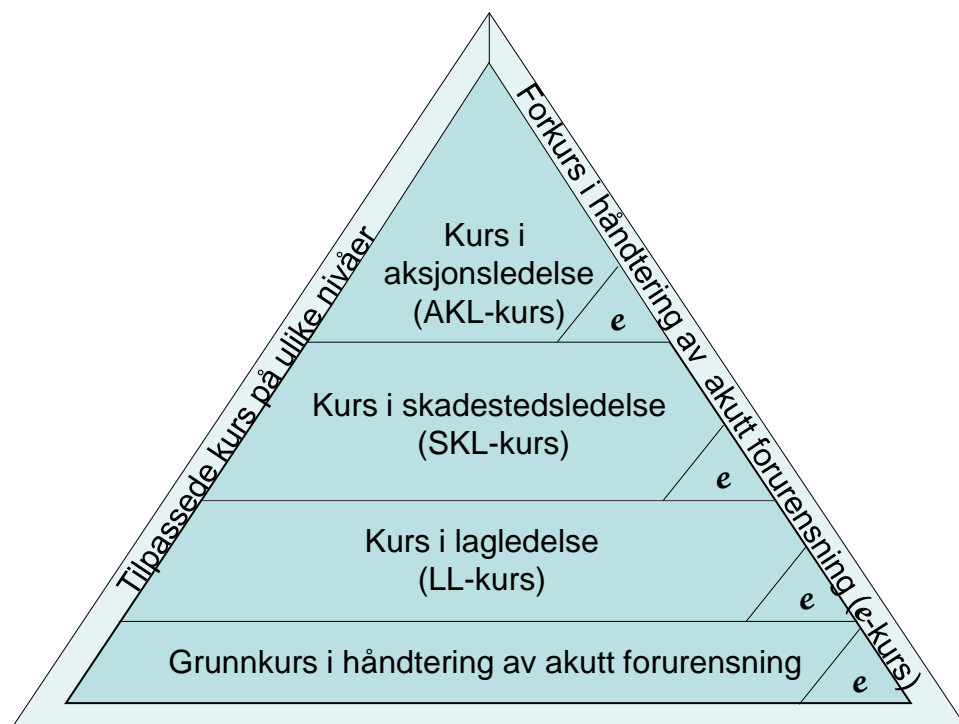 Tilpassede kurs på ulike nivåer
Forkurs i håndtering av akutt forurensning (e-kurs)
Kurs i
aksjonsledelse
(AKL-kurs)
e
Kurs i skadestedsledelse
(SKL-kurs)
e
Kurs i lagledelse
(LL-kurs)
e
Grunnkurs i håndtering av akutt forurensning
e